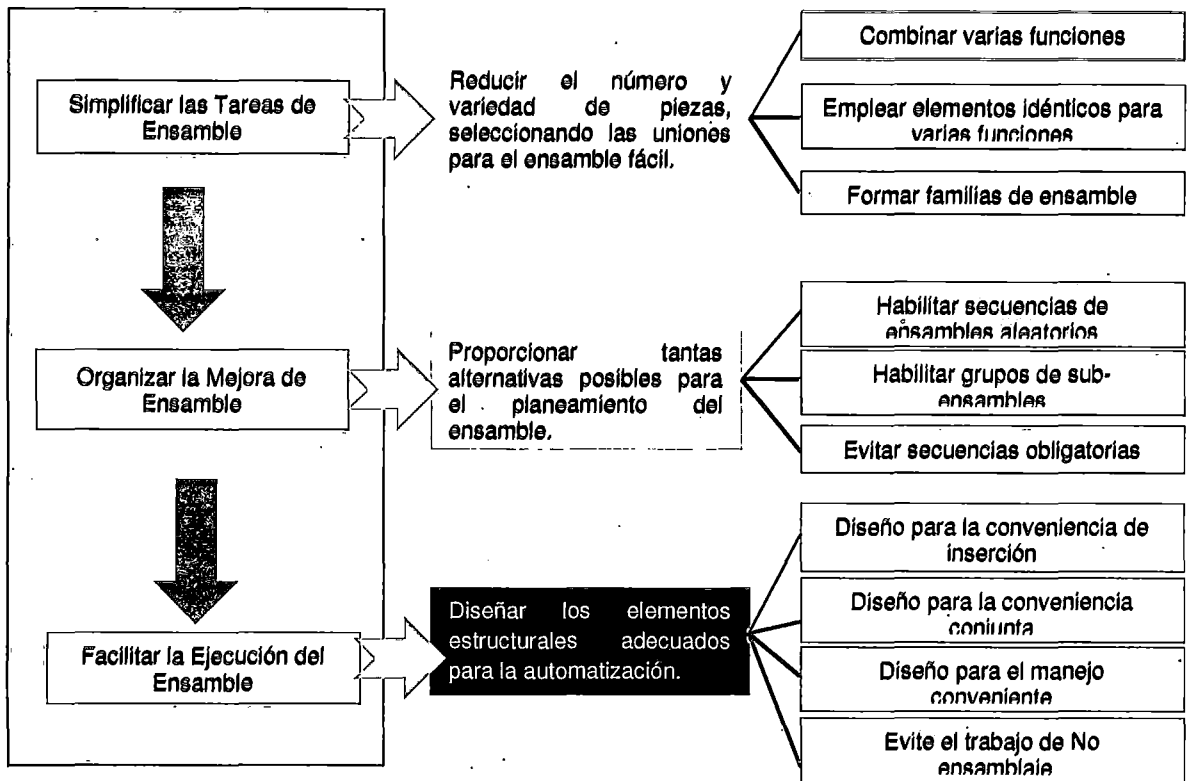 Simplificar las Tareas de
Ensamble
Reducir el número y
variedad de piezas,
seleccionando las uniones
para el ensamble fácil.
Combinar varias funciones
Emplear elementos idénticos para
varias funciones
Formar familias de ensamble
Organizar la Mejora de
Ensamble
Proporcionar tantas
alternativas posibles para
el planeamiento del
ensamble.
Habilitar secuencias de
ensambles aleatorios
Habilitar grupos de sub-
ensambles
Evitar secuencias obligatorias
Facilitar la Ejecución del
Ensamble
Diseñar los elementos
estructurales adecuados
para la automatización.
Diseño para la conveniencia de
inserción
Diseño para la conveniencia
conjunta
Diseño para el manejo
conveniente
Evite el trabajo de No
ensamblaje